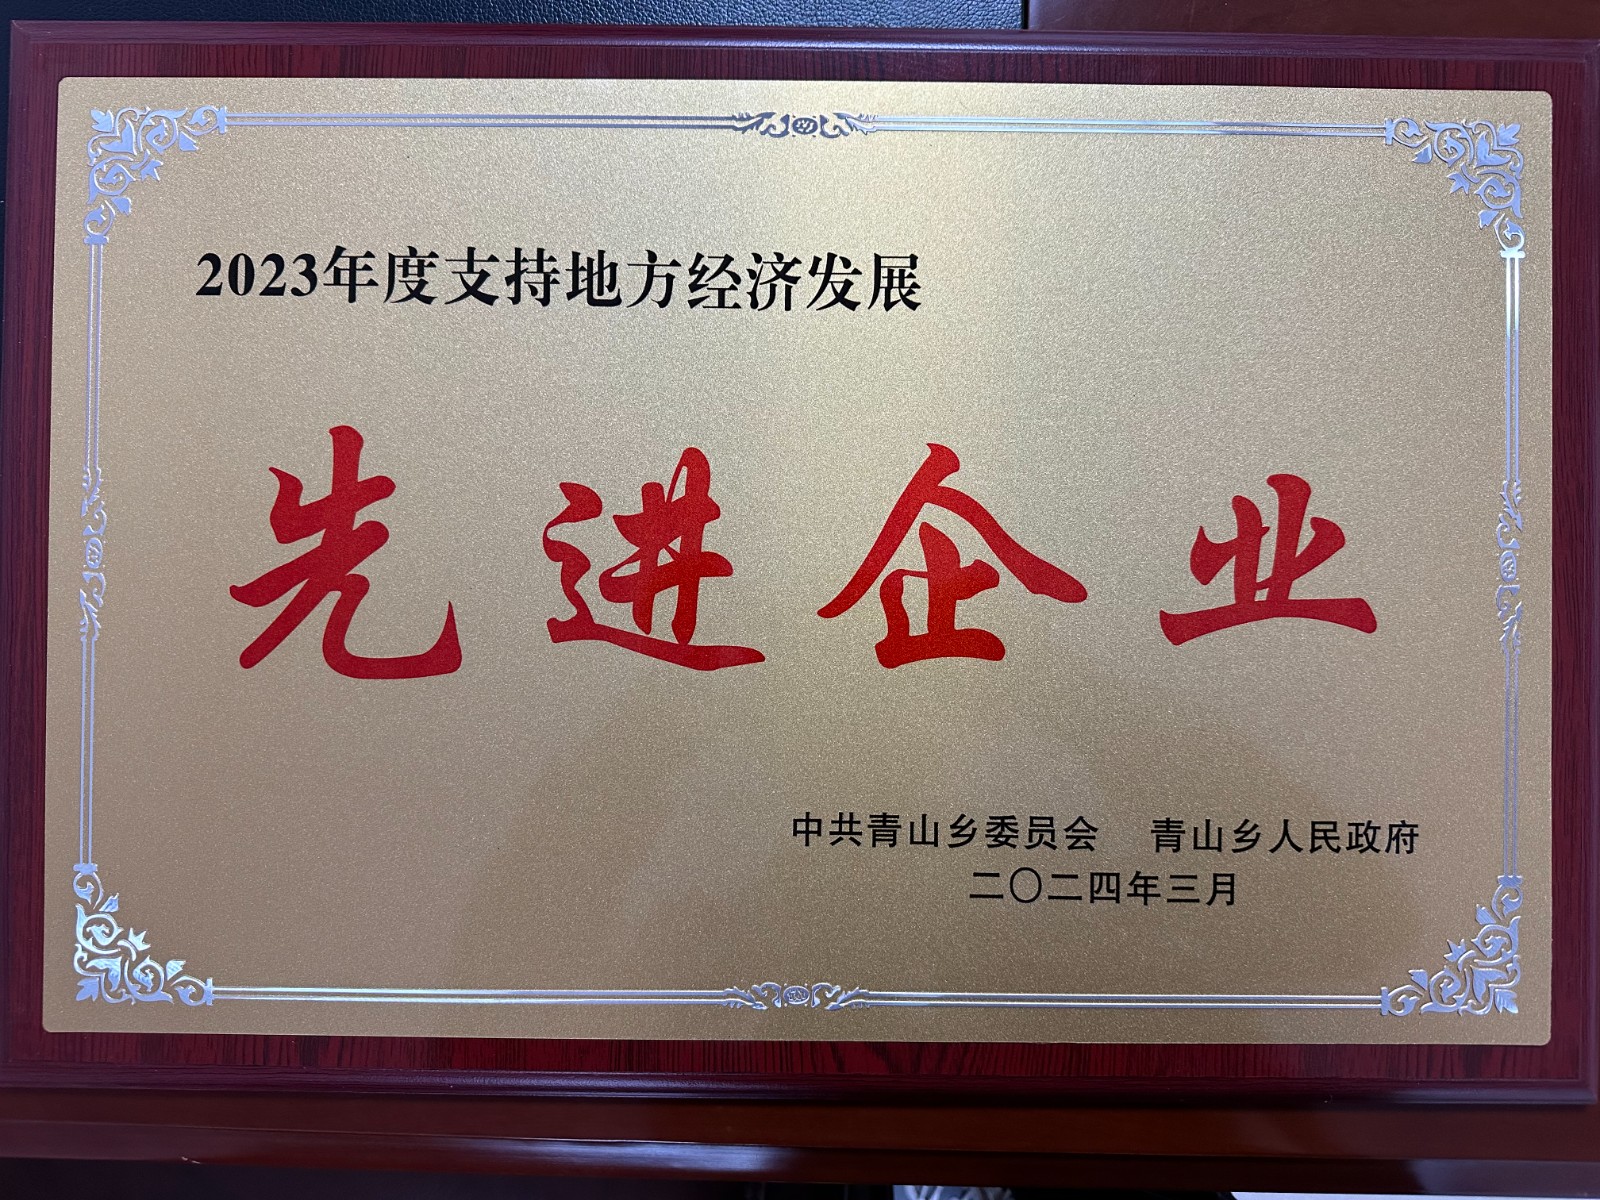 2023年度支持地方经济发展
先进企业
中共青山乡委员会 青山乡人民政府
二〇二四年三月